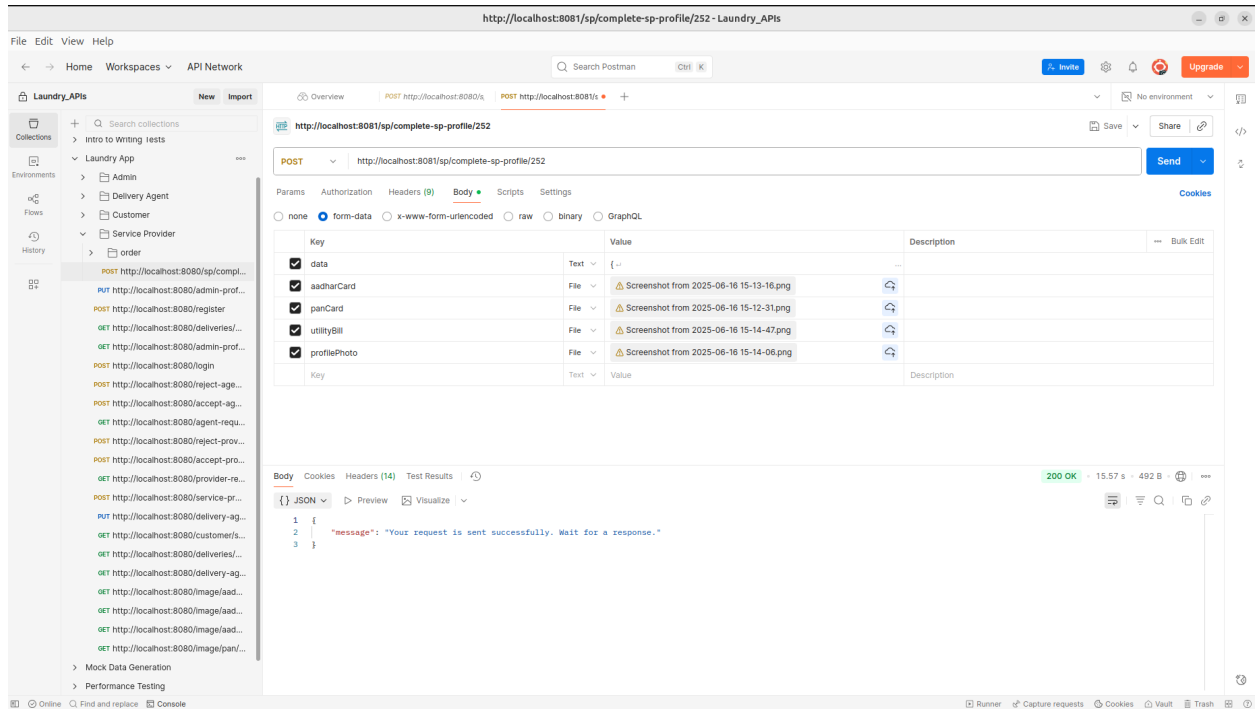 http://localhost:8081/sp/complete-sp-profile/252 - Laundry_APIs
File Edit View Help
Home Workspaces API Network
Search Postman Ctrl K
Invite
Upgrade
Laundry_APIs
New Import
Overview
POST http://localhost:8080/s,
POST http://localhost:8081/s
No environment
Collections
Environments
Flows
History
Search collections
Intro to Writing Tests
Laundry App
Admin
Delivery Agent
Customer
Service Provider
order
POST http://localhost:8080/sp/compl...
PUT http://localhost:8080/admin-prof...
POST http://localhost:8080/register
GET http://localhost:8080/deliveries/...
GET http://localhost:8080/admin-prof...
POST http://localhost:8080/login
POST http://localhost:8080/reject-age...
POST http://localhost:8080/accept-ag...
GET http://localhost:8080/agent-requ...
POST http://localhost:8080/reject-prov...
POST http://localhost:8080/accept-pro...
GET http://localhost:8080/provider-re...
POST http://localhost:8080/service-pr...
PUT http://localhost:8080/delivery-ag...
GET http://localhost:8080/customer/s...
GET http://localhost:8080/deliveries/...
GET http://localhost:8080/delivery-ag...
GET http://localhost:8080/image/aad...
GET http://localhost:8080/image/aad...
GET http://localhost:8080/image/aad...
GET http://localhost:8080/image/pan/...
Mock Data Generation
Performance Testing
http://localhost:8081/sp/complete-sp-profile/252
Save Share
POST http://localhost:8081/sp/complete-sp-profile/252
Send
Params Authorization Headers (9) Body Scripts Settings
Cookies
none form-data x-www-form-urlencoded raw binary GraphQL
Key Value Description Bulk Edit
data Text { ...
aadharCard File Screenshot from 2025-06-16 15-13-16.png
panCard File Screenshot from 2025-06-16 15-12-31.png
utilityBill File Screenshot from 2025-06-16 15-14-47.png
profilePhoto File Screenshot from 2025-06-16 15-14-06.png
Key Text Value Description
Body Cookies Headers (14) Test Results
200 OK 15.57 s 492 B
{} JSON Preview Visualize
1 {
2 "message": "Your request is sent successfully. Wait for a response."
3 }
Online Find and replace Console
Runner Capture requests Cookies Vault Trash